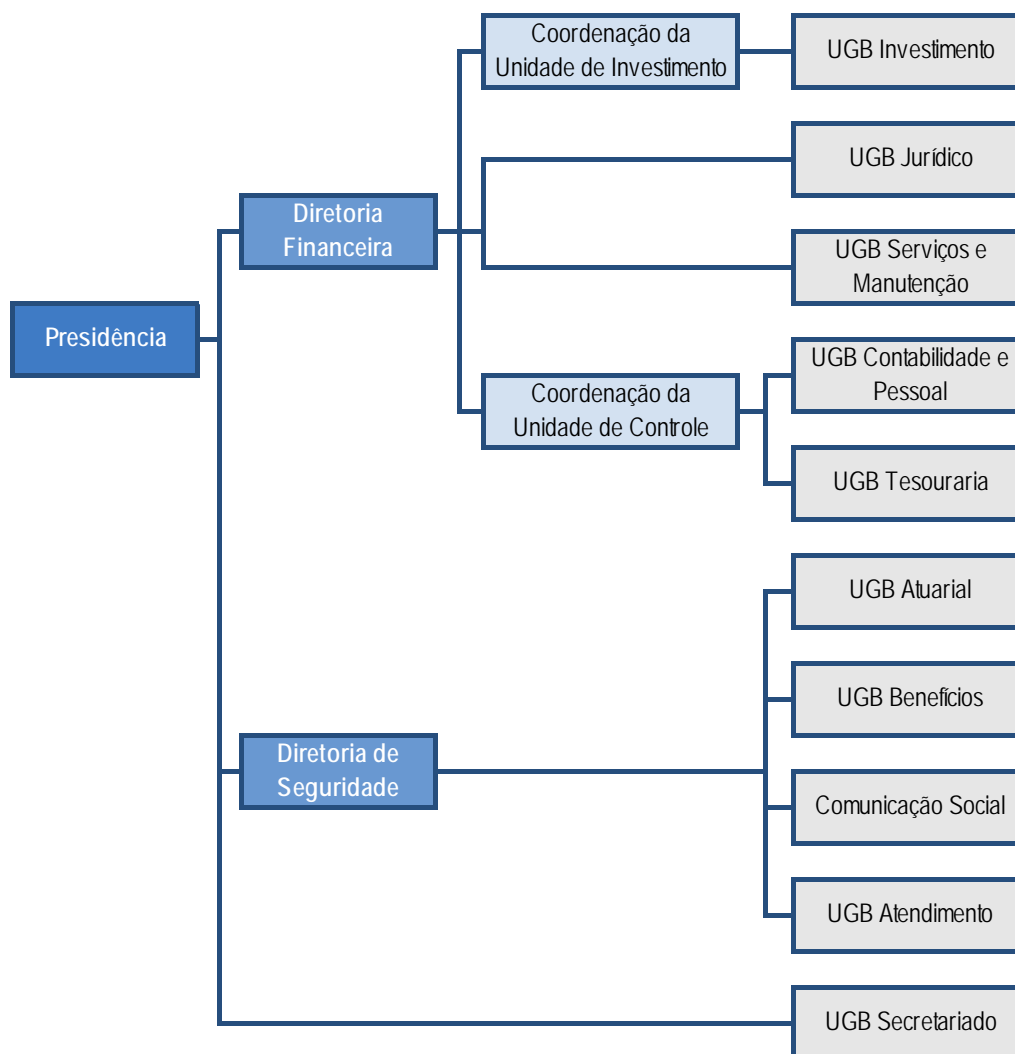 Coordenação da
Unidade de Investimento
UGB Investimento
UGB Jurídico
Diretoria
Financeira
UGB Serviços e
Manutenção
Presidência
UGB Contabilidade e
Pessoal
Coordenação da
Unidade de Controle
UGB Tesouraria
UGB Atuarial
UGB Benefícios
Diretoria de
Seguridade
Comunicação Social
UGB Atendimento
UGB Secretariado